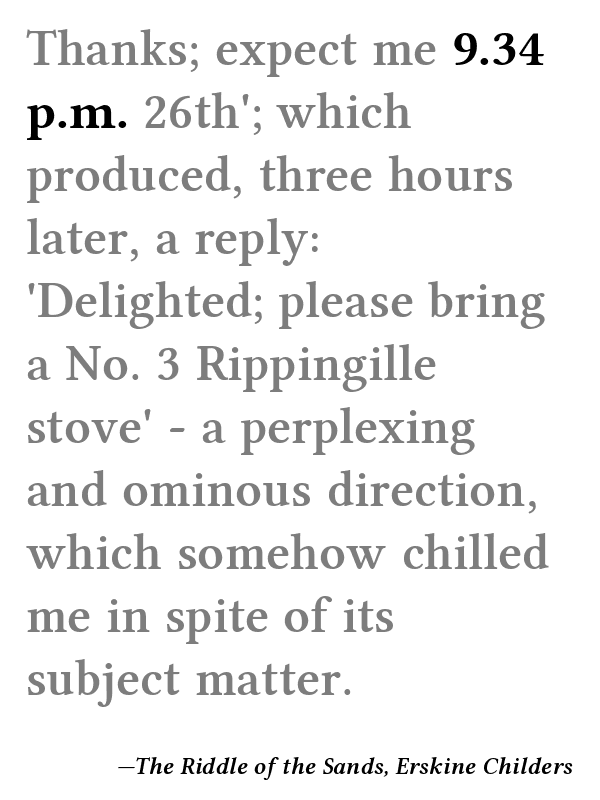 Thanks; expect me 9.34
p.m. 26th'; which
produced, three hours
later, a reply:
'Delighted; please bring
a No. 3 Rippingille
stove' - a perplexing
and ominous direction,
which somehow chilled
me in spite of its
subject matter.
—The Riddle of the Sands, Erskine Childers